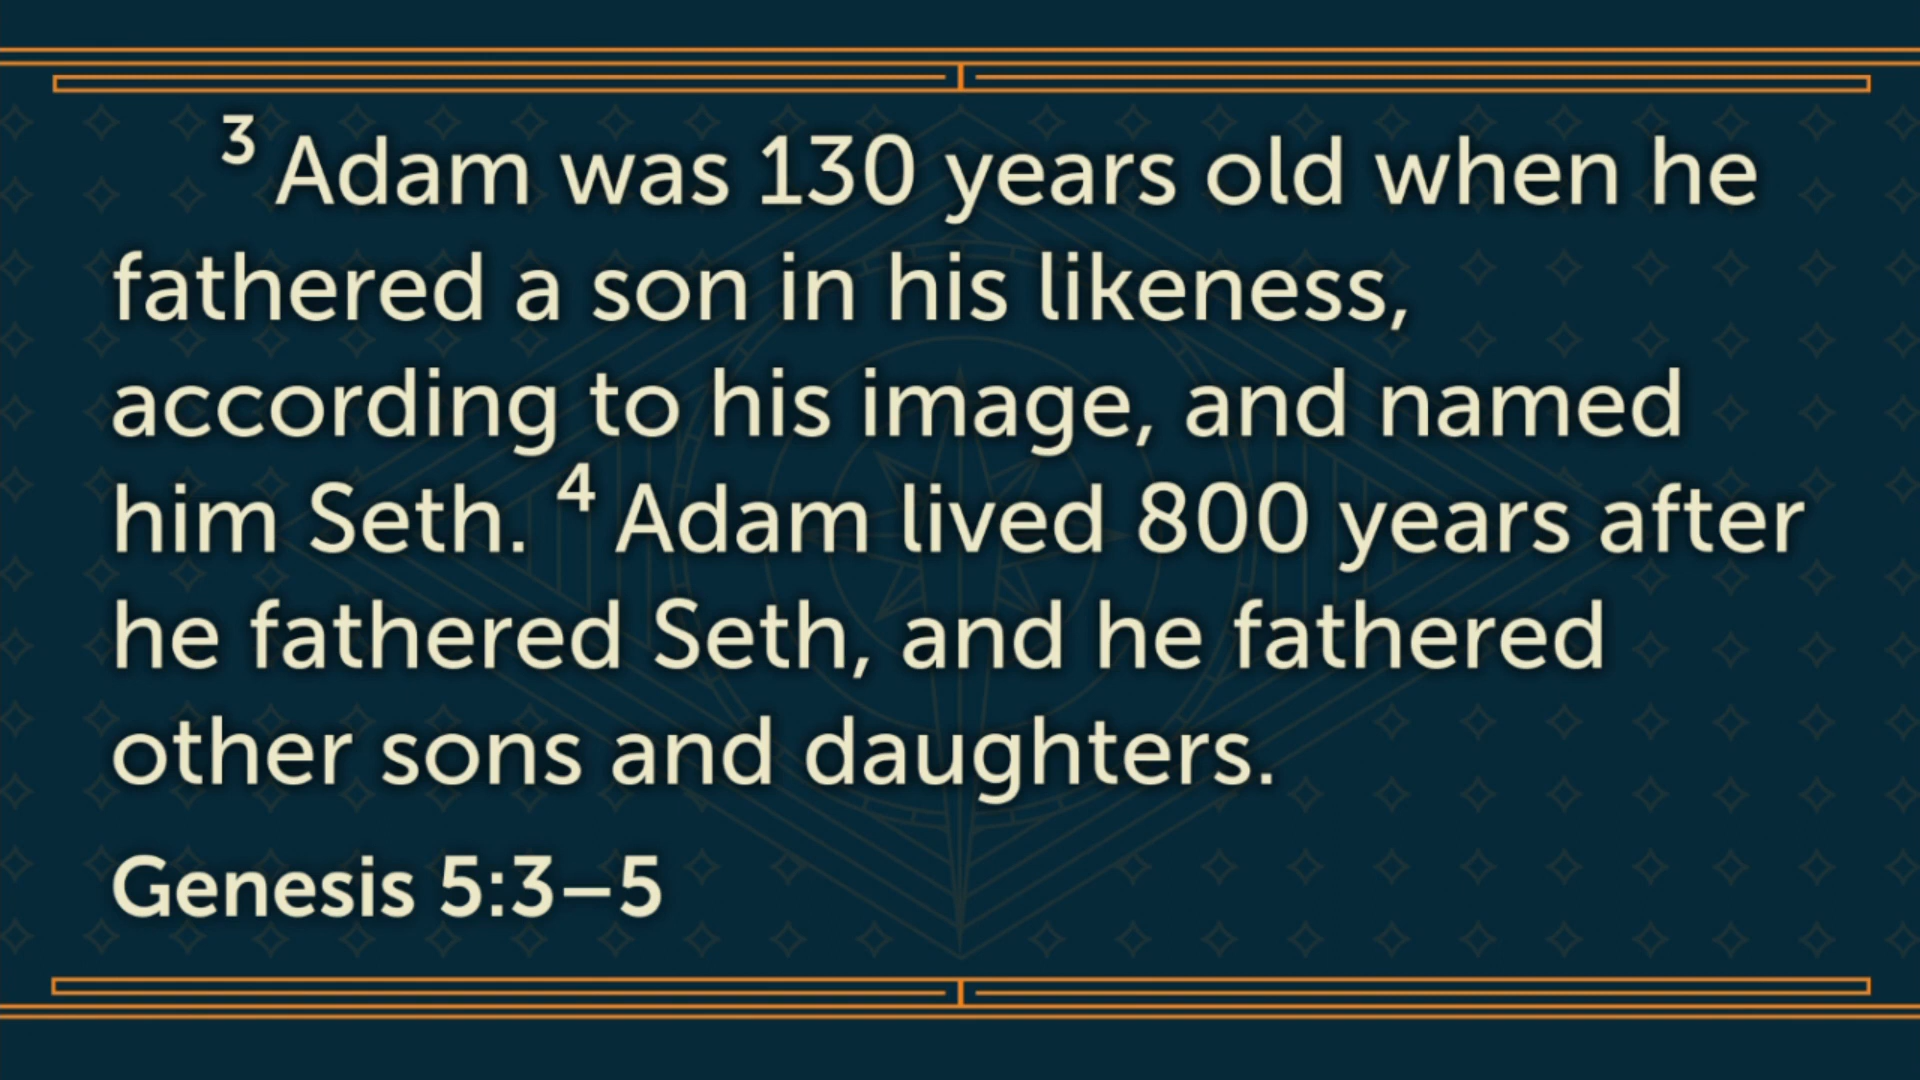 ³ Adam was 130 years old when he
fathered a son in his likeness,
according to his image, and named
him Seth. ⁴ Adam lived 800 years after
he fathered Seth, and he fathered
other sons and daughters.
Genesis 5:3–5